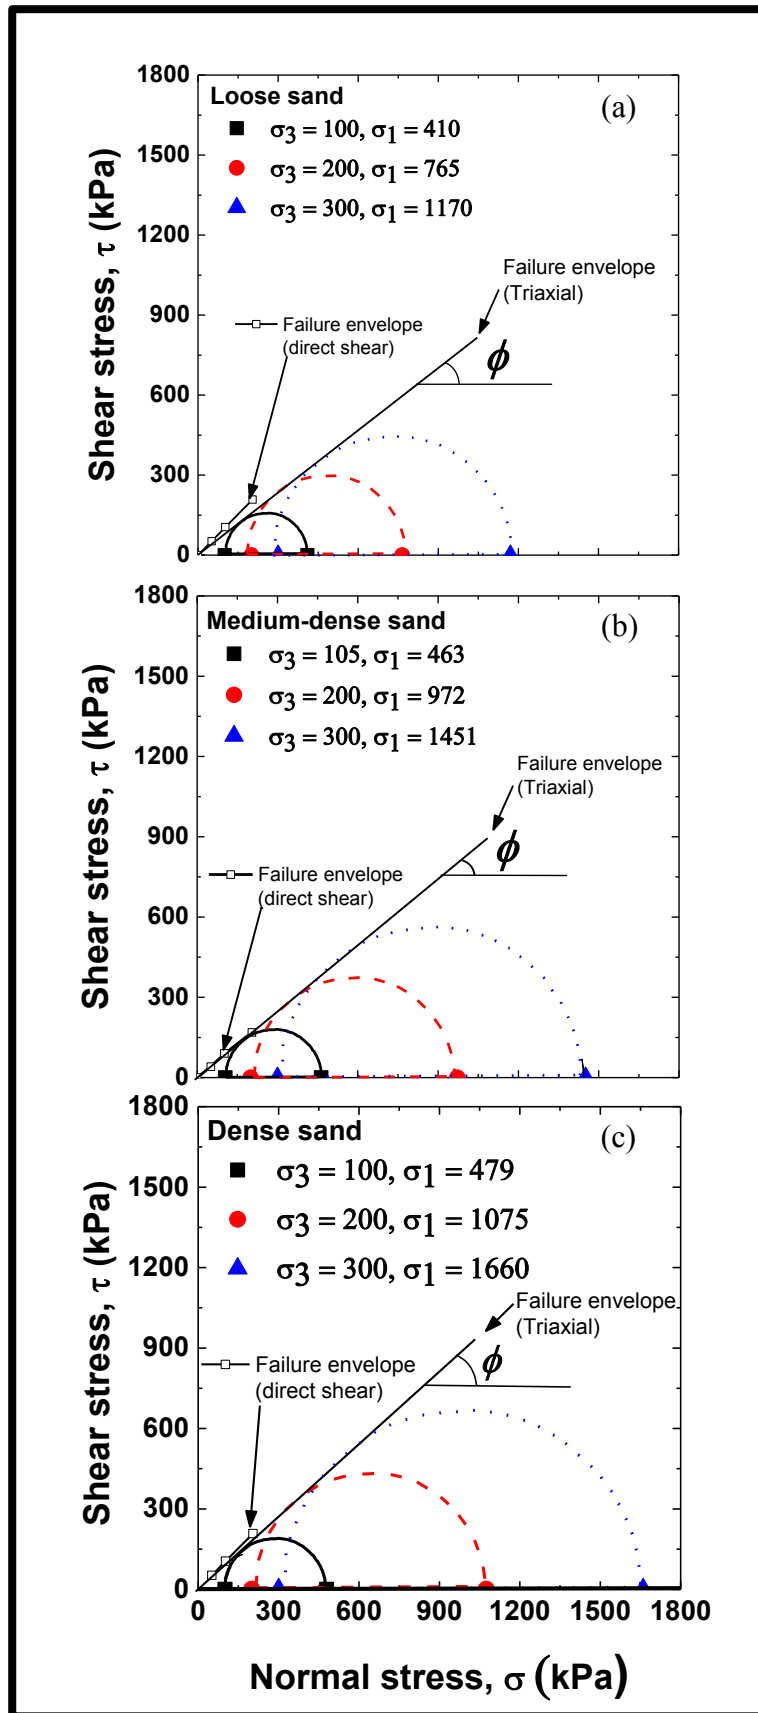 (a)
Loose sand
σ3 = 100, σ1 = 410
σ3 = 200, σ1 = 765
σ3 = 300, σ1 = 1170
Failure envelope
(Triaxial)
Failure envelope
(direct shear)
ϕ
Shear stress, τ (kPa)
1800
1500
1200
900
600
300
0
(b)
Medium-dense sand
σ3 = 105, σ1 = 463
σ3 = 200, σ1 = 972
σ3 = 300, σ1 = 1451
Failure envelope
(Triaxial)
Failure envelope
(direct shear)
ϕ
Shear stress, τ (kPa)
1800
1500
1200
900
600
300
0
(c)
Dense sand
σ3 = 100, σ1 = 479
σ3 = 200, σ1 = 1075
σ3 = 300, σ1 = 1660
Failure envelope
(Triaxial)
Failure envelope
(direct shear)
ϕ
Shear stress, τ (kPa)
1800
1500
1200
900
600
300
0
0 300 600 900 1200 1500 1800
Normal stress, σ (kPa)